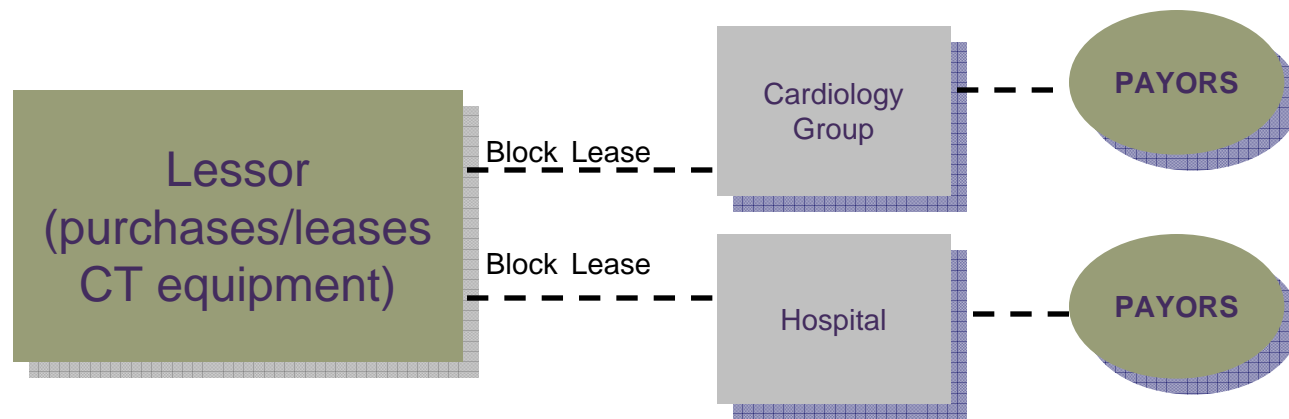 Lessor
(purchases/leases
CT equipment)
Block Lease
Block Lease
Cardiology
Group
PAYORS
Hospital
PAYORS